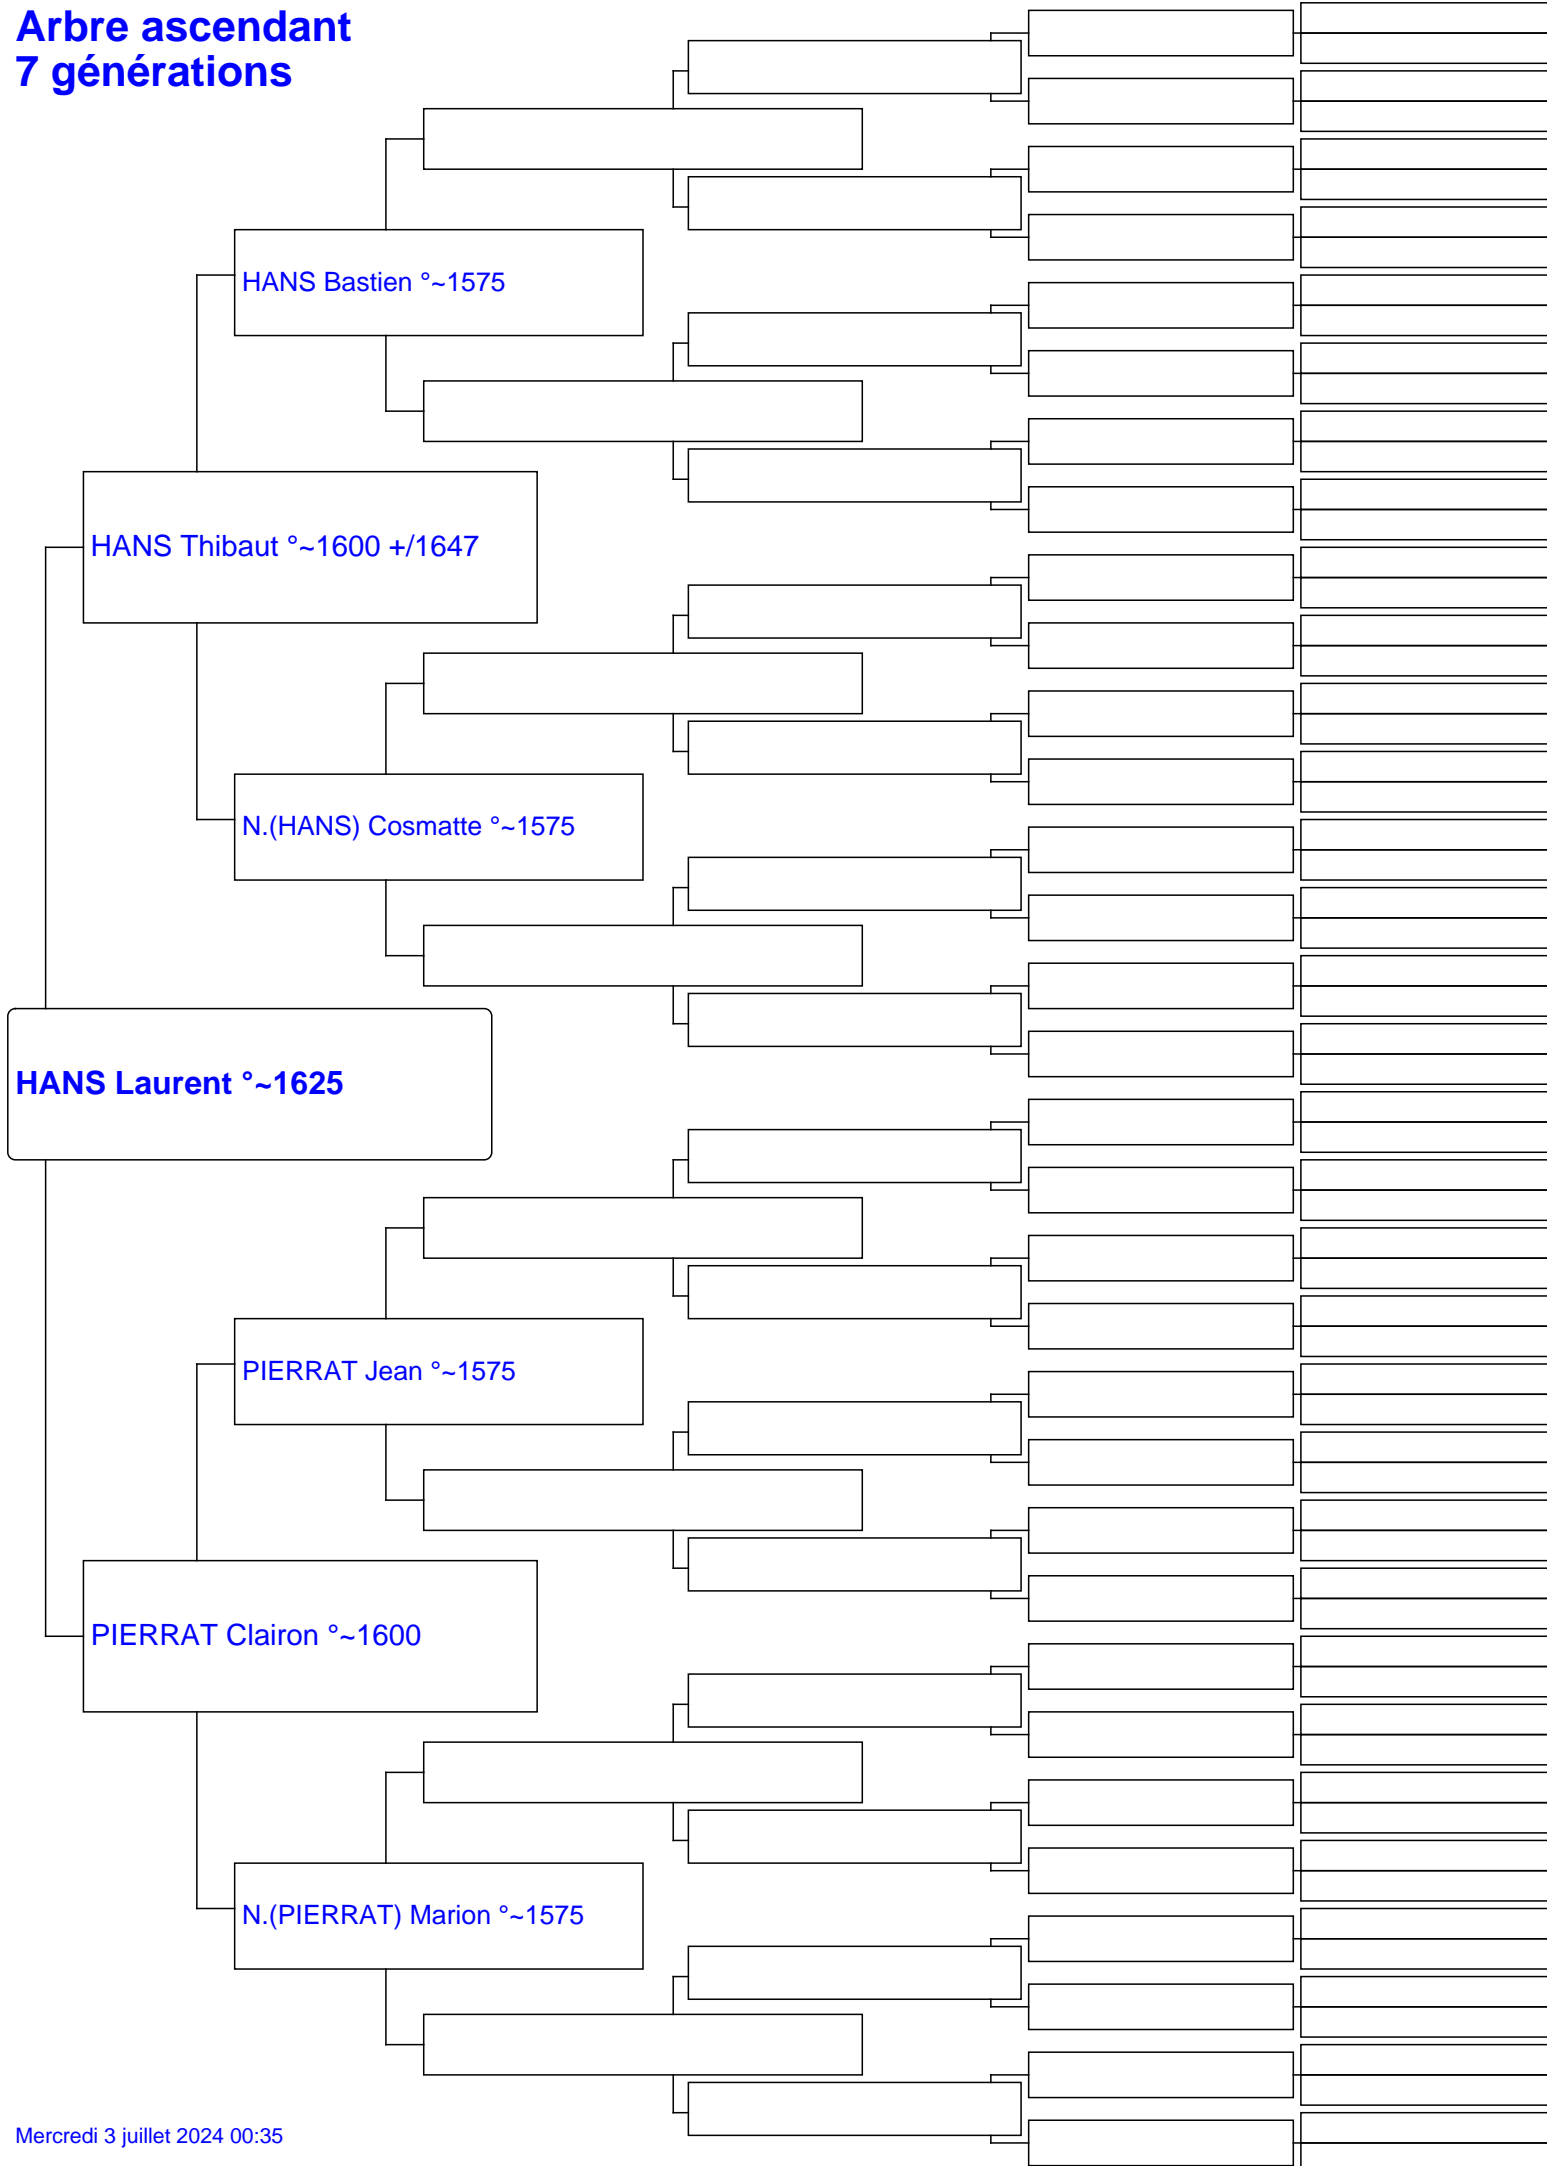 Arbre ascendant
7 générations
HANS Bastien °~1575
HANS Thibaut °~1600 +/1647
N.(HANS) Cosmatte °~1575
HANS Laurent °~1625
PIERRAT Jean °~1575
PIERRAT Clairon °~1600
N.(PIERRAT) Marion °~1575
Mercredi 3 juillet 2024 00:35